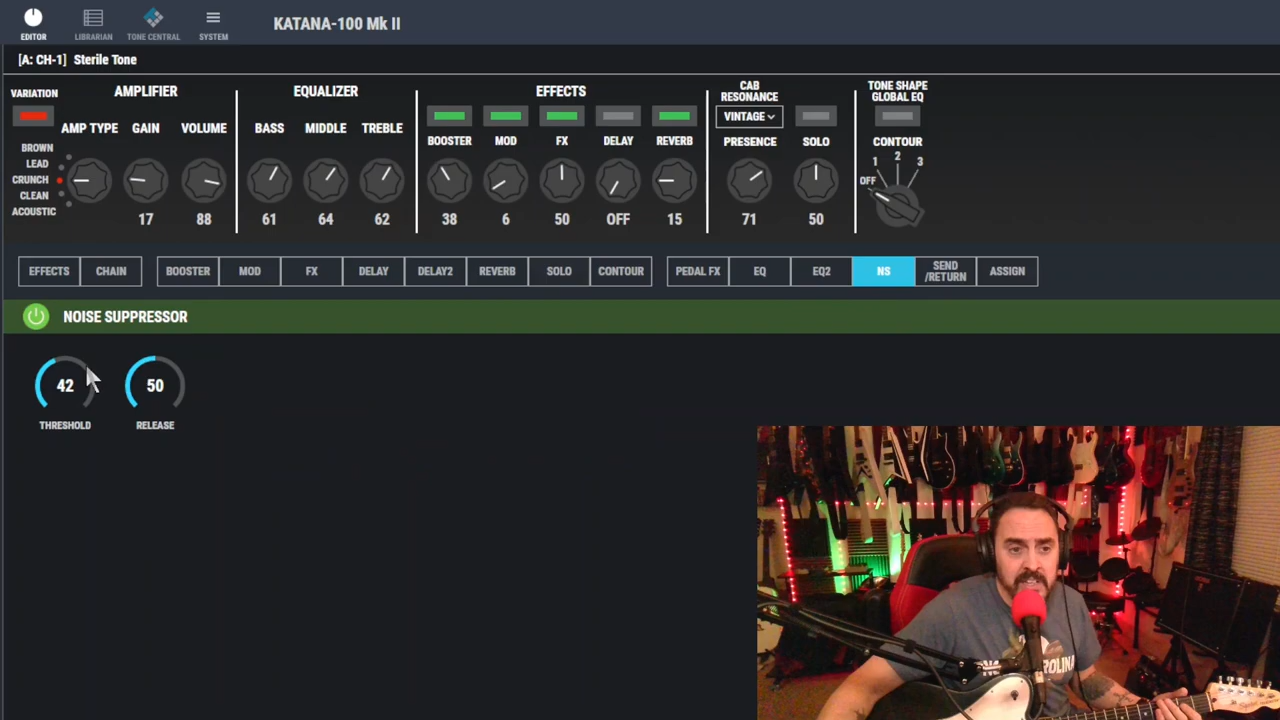 EDITOR LIBRARIAN TONE CENTRAL SYSTEM KATANA-100 Mk II
[A: CH-1] Sterile Tone
VARIATION AMPLIFIER EQUALIZER EFFECTS CAB RESONANCE TONE SHAPE GLOBAL EQ
VINTAGE
AMP TYPE GAIN VOLUME BASS MIDDLE TREBLE BOOSTER MOD FX DELAY REVERB PRESENCE SOLO CONTOUR
BROWN
LEAD
CRUNCH
CLEAN
ACOUSTIC
OFF 1 2 3
17 88 61 64 62 38 6 50 OFF 15 71 50
EFFECTS CHAIN BOOSTER MOD FX DELAY DELAY2 REVERB SOLO CONTOUR PEDAL FX EQ EQ2 NS SEND /RETURN ASSIGN
NOISE SUPPRESSOR
42 50
THRESHOLD RELEASE